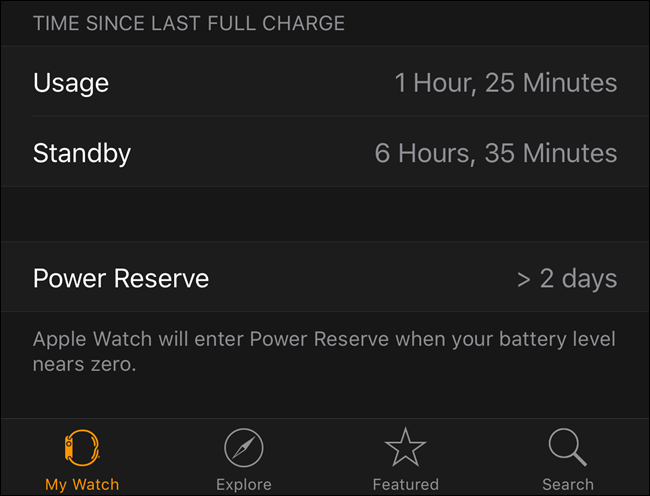 TIME SINCE LAST FULL CHARGE
Usage 1 Hour, 25 Minutes
Standby 6 Hours, 35 Minutes
Power Reserve > 2 days
Apple Watch will enter Power Reserve when your battery level
nears zero.
My Watch Explore Featured Search